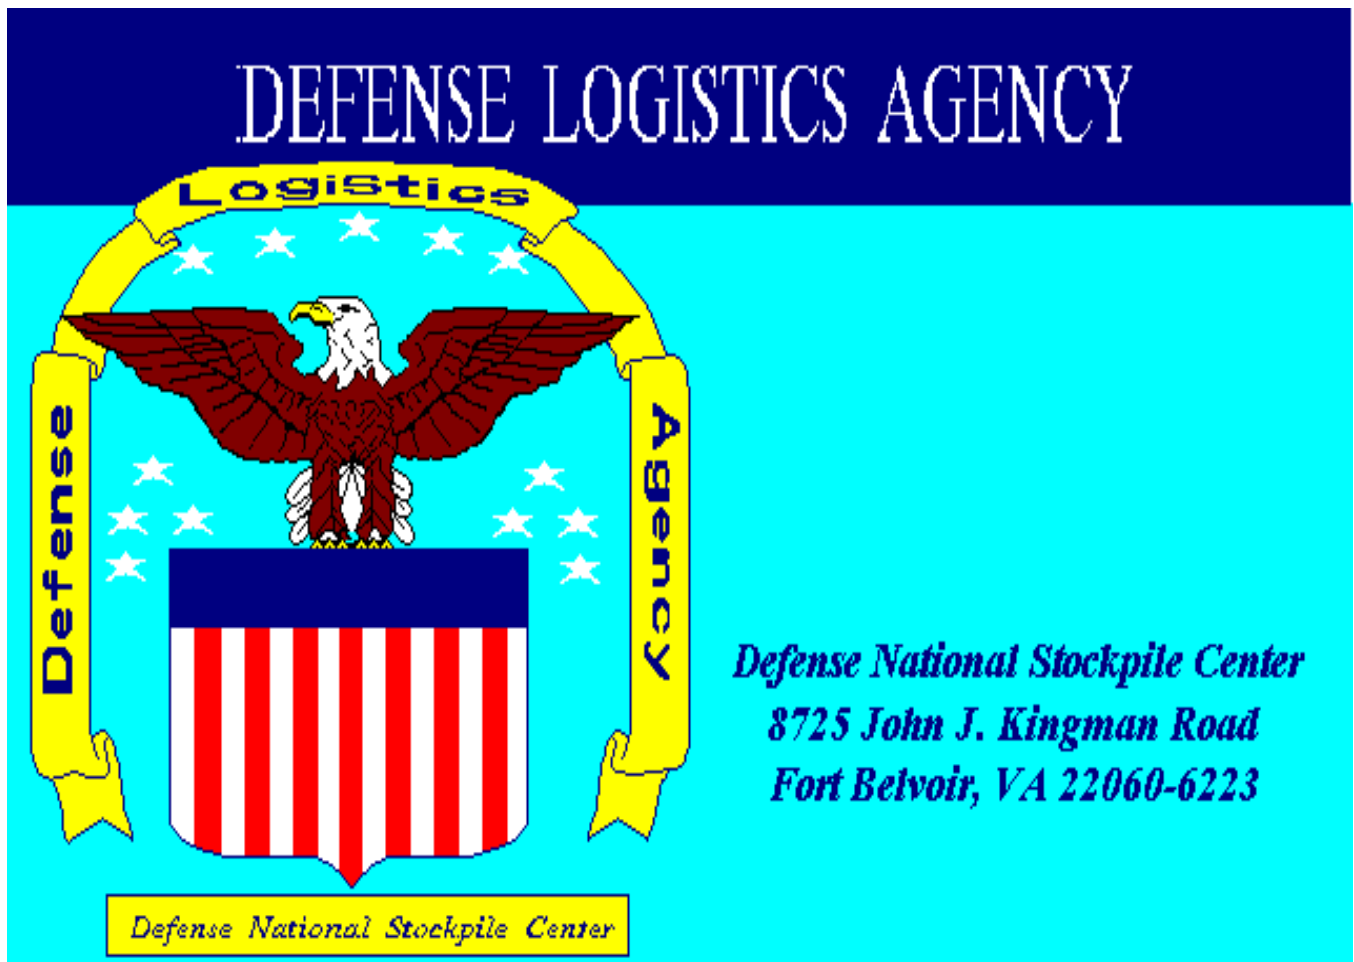 DEFENSE LOGISTICS AGENCY
Defense
Logistics
Agency
Defense National Stockpile Center
8725 John J. Kingman Road
Fort Belvoir, VA 22060-6223
Defense National Stockpile Center